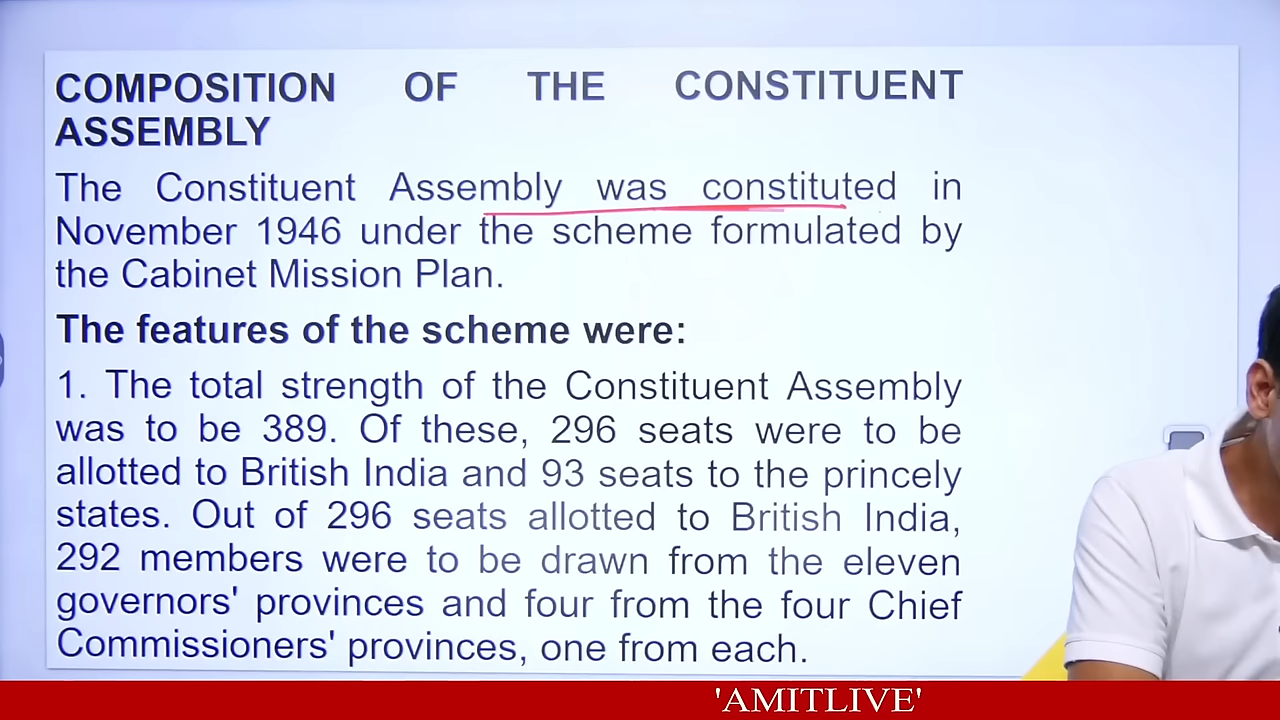 COMPOSITION OF THE CONSTITUENT
ASSEMBLY
The Constituent Assembly was constituted in
November 1946 under the scheme formulated by
the Cabinet Mission Plan.
The features of the scheme were:
1. The total strength of the Constituent Assembly
was to be 389. Of these, 296 seats were to be
allotted to British India and 93 seats to the princely
states. Out of 296 seats allotted to British India,
292 members were to be drawn from the eleven
governors' provinces and four from the four Chief
Commissioners' provinces, one from each.
'AMITLIVE'